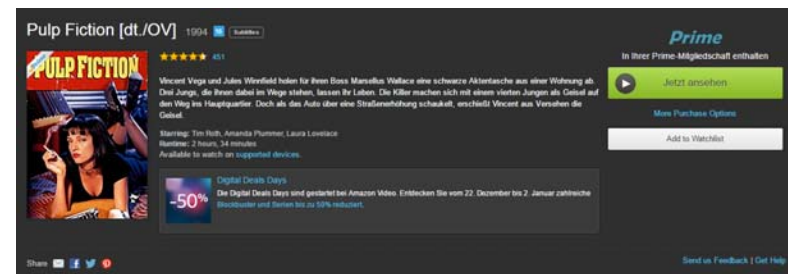 Pulp Fiction [dt./OV] 1994 Subtitles
PULP FICTION
451
Vincent Vega und Jules Winnfield holen für ihren Boss Marsellus Wallace eine schwarze Aktentasche aus einer Wohnung ab.
Drei Jungs, die ihnen dabei im Wege stehen, lassen ihr Leben. Die Killer machen sich mit einem vierten Jungen als Geisel auf
den Weg ins Hauptquartier. Doch als das Auto über eine Straßenerhöhung schaukelt, erschießt Vincent aus Versehen die
Geisel.
Starring: Tim Roth, Amanda Plummer, Laura Lovelace
Runtime: 2 hours, 34 minutes
Available to watch on supported devices.
-50%
Digital Deals Days
Die Digital Deals Days sind gestartet bei Amazon Video. Entdecken Sie vom 22. Dezember bis 2. Januar zahlreiche
Blockbuster und Serien bis zu 50% reduziert.
Share
Prime
In Ihrer Prime-Mitgliedschaft enthalten
Jetzt ansehen
More Purchase Options
Add to Watchlist
Send us Feedback | Get Help